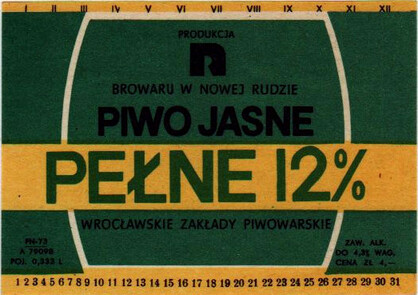 I II III IV V VI VII VIII IX X XI XII
PRODUKCJA
R
BROWARU W NOWEJ RUDZIE
PIWO JASNE
PEŁNE 12%
WROCŁAWSKIE ZAKŁADY PIWOWARSKIE
PN-73
A 79098
POJ. 0,333 L
ZAW. ALK.
DO 4,3% WAG.
CENA ZŁ 4,—
1 2 3 4 5 6 7 8 9 10 11 12 13 14 15 16 17 18 19 20 21 22 23 24 25 26 27 28 29 30 31